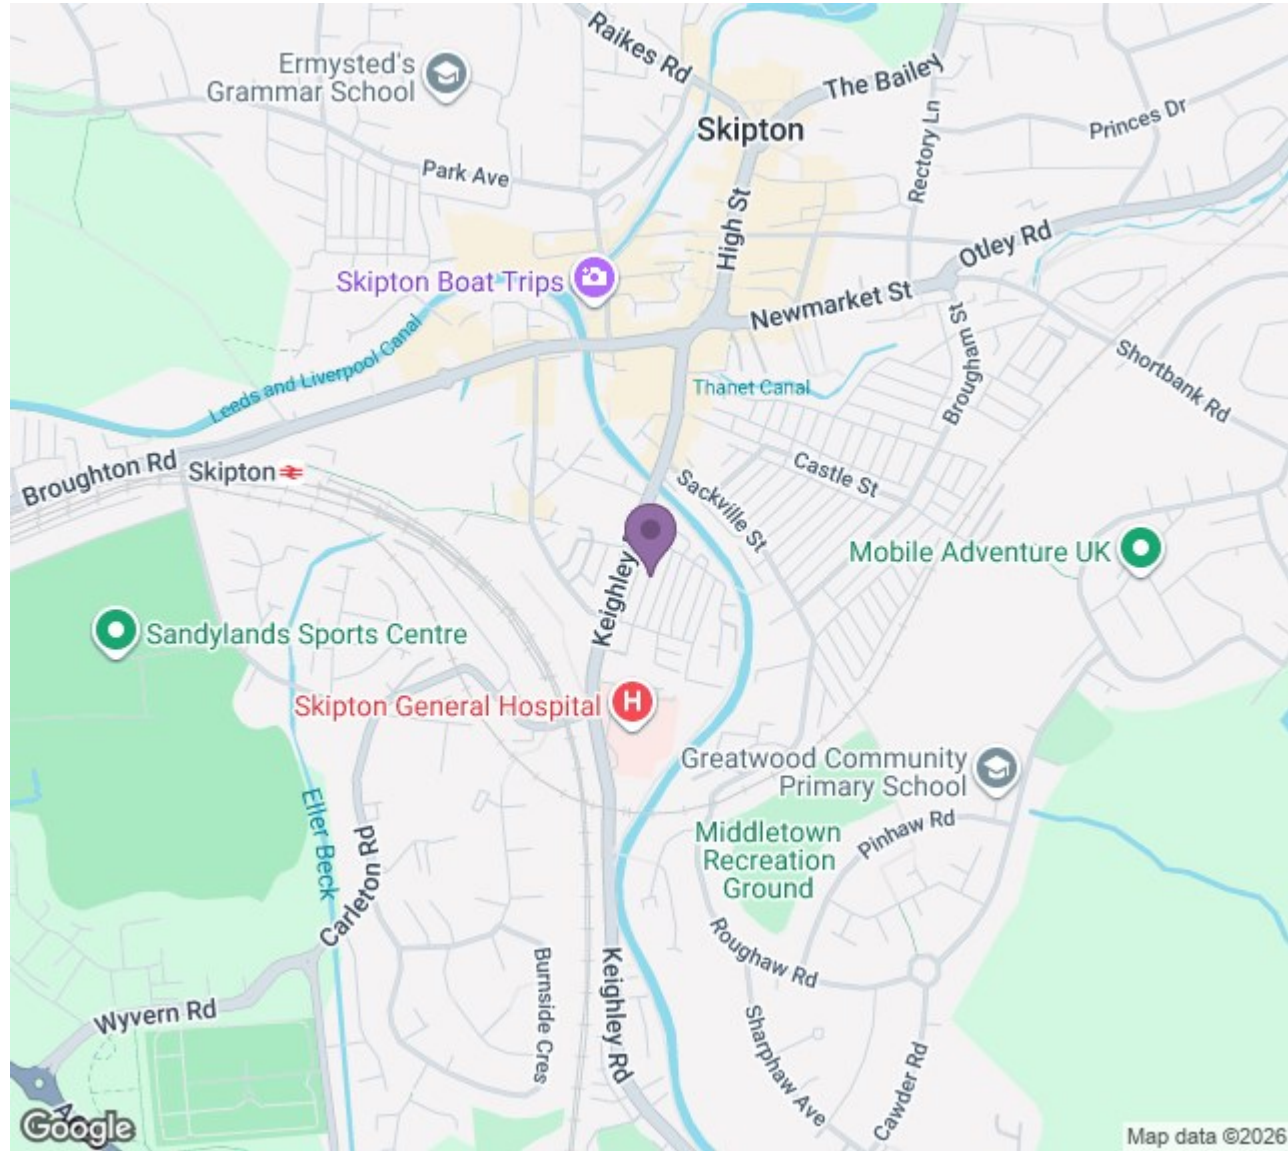 Raikes Rd
The Bailey
Ermysted's
Grammar School
Skipton
Princes Dr
Rectory Ln
Park Ave
High St
Otley Rd
Skipton Boat Trips
Newmarket St
Leeds and Liverpool Canal
Brougham St
Shortbank Rd
Thanet Canal
Broughton Rd
Skipton
Castle St
Sackville St
Mobile Adventure UK
Keighley
Sandylands Sports Centre
Skipton General Hospital
H
Greatwood Community
Primary School
Eller Beck
Carleton Rd
Middletown
Recreation
Ground
Pinhaw Rd
Roughaw Rd
Burnside Cres
Keighley Rd
Wyvern Rd
Sharphaw Ave
Cawder Rd
Google
Map data ©2026